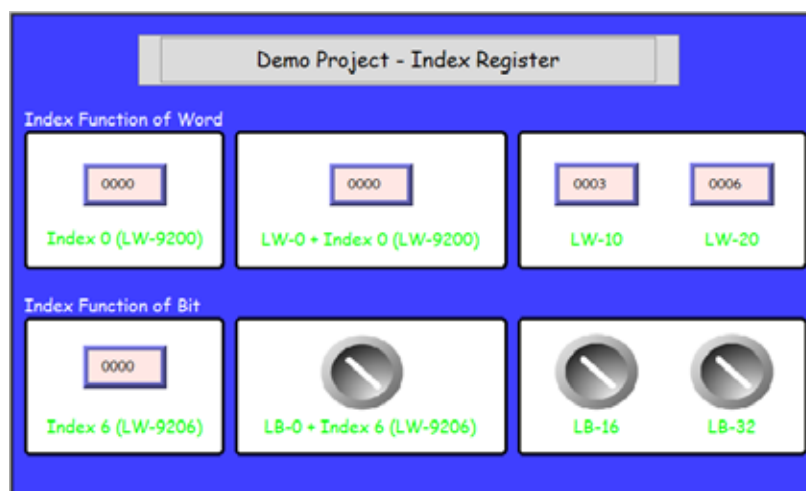 Demo Project - Index Register
Index Function of Word
0000 0000 0003 0006
Index 0 (LW-9200) LW-0 + Index 0 (LW-9200) LW-10 LW-20
Index Function of Bit
0000
Index 6 (LW-9206) LB-0 + Index 6 (LW-9206) LB-16 LB-32